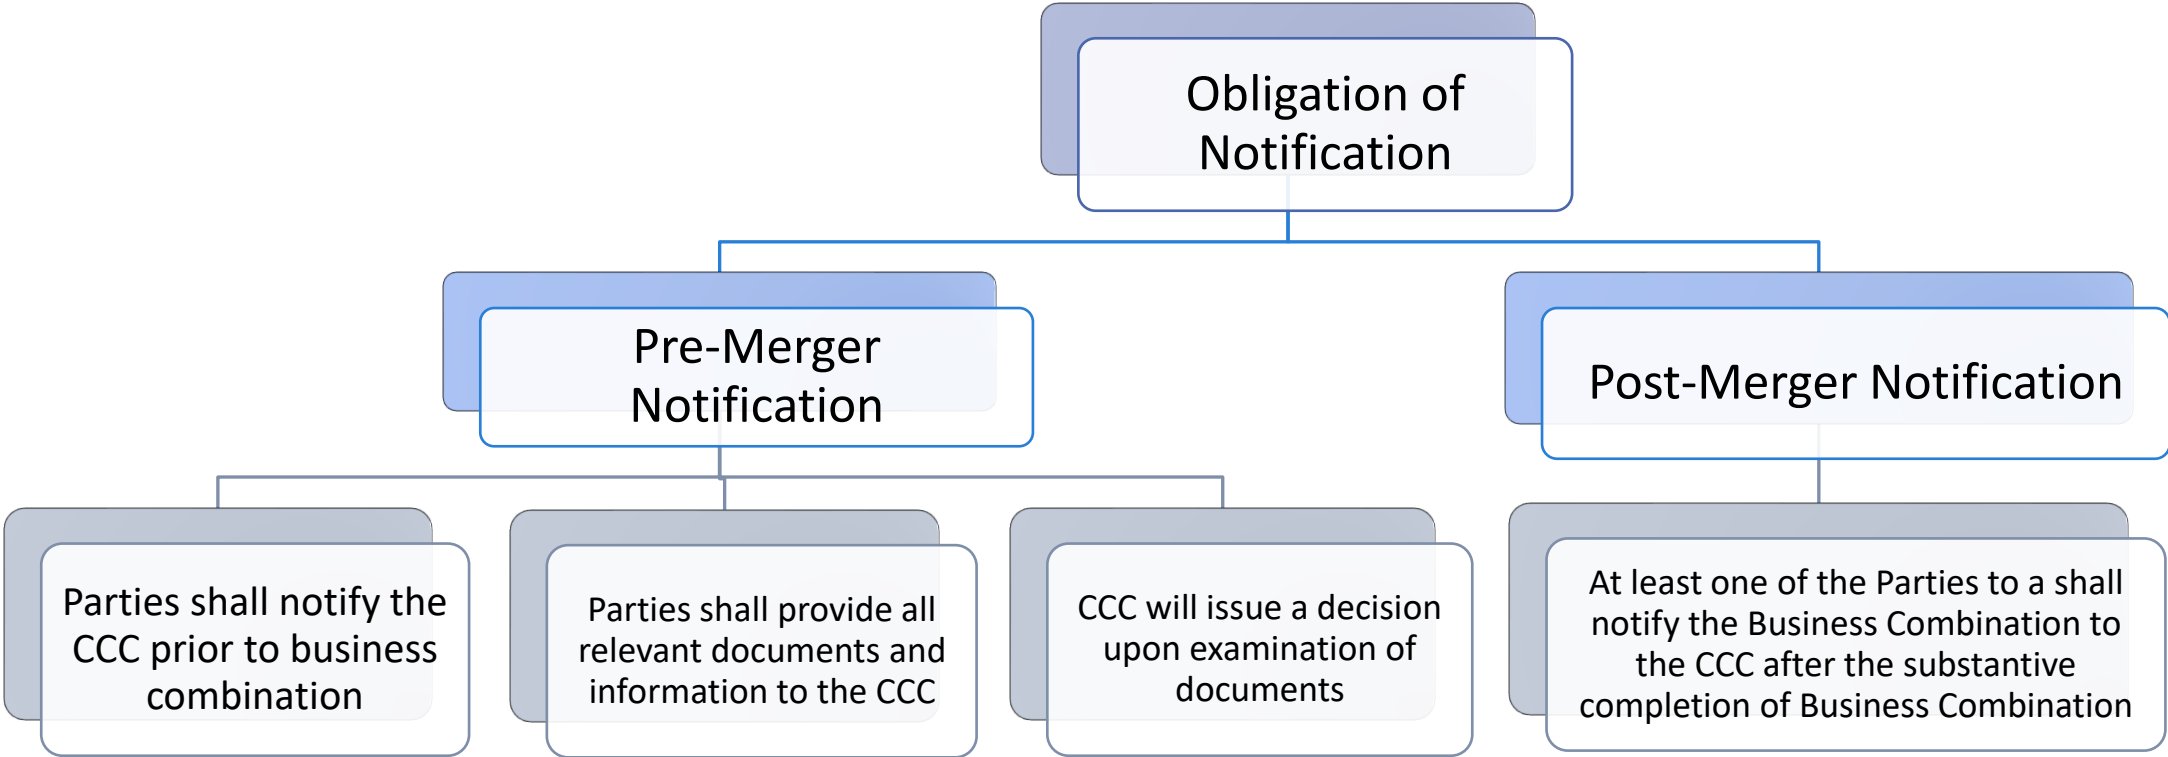 Obligation of
Notification
Pre-Merger
Notification
Post-Merger Notification
Parties shall notify the
CCC prior to business
combination
Parties shall provide all
relevant documents and
information to the CCC
CCC will issue a decision
upon examination of
documents
At least one of the Parties to a shall
notify the Business Combination to
the CCC after the substantive
completion of Business Combination